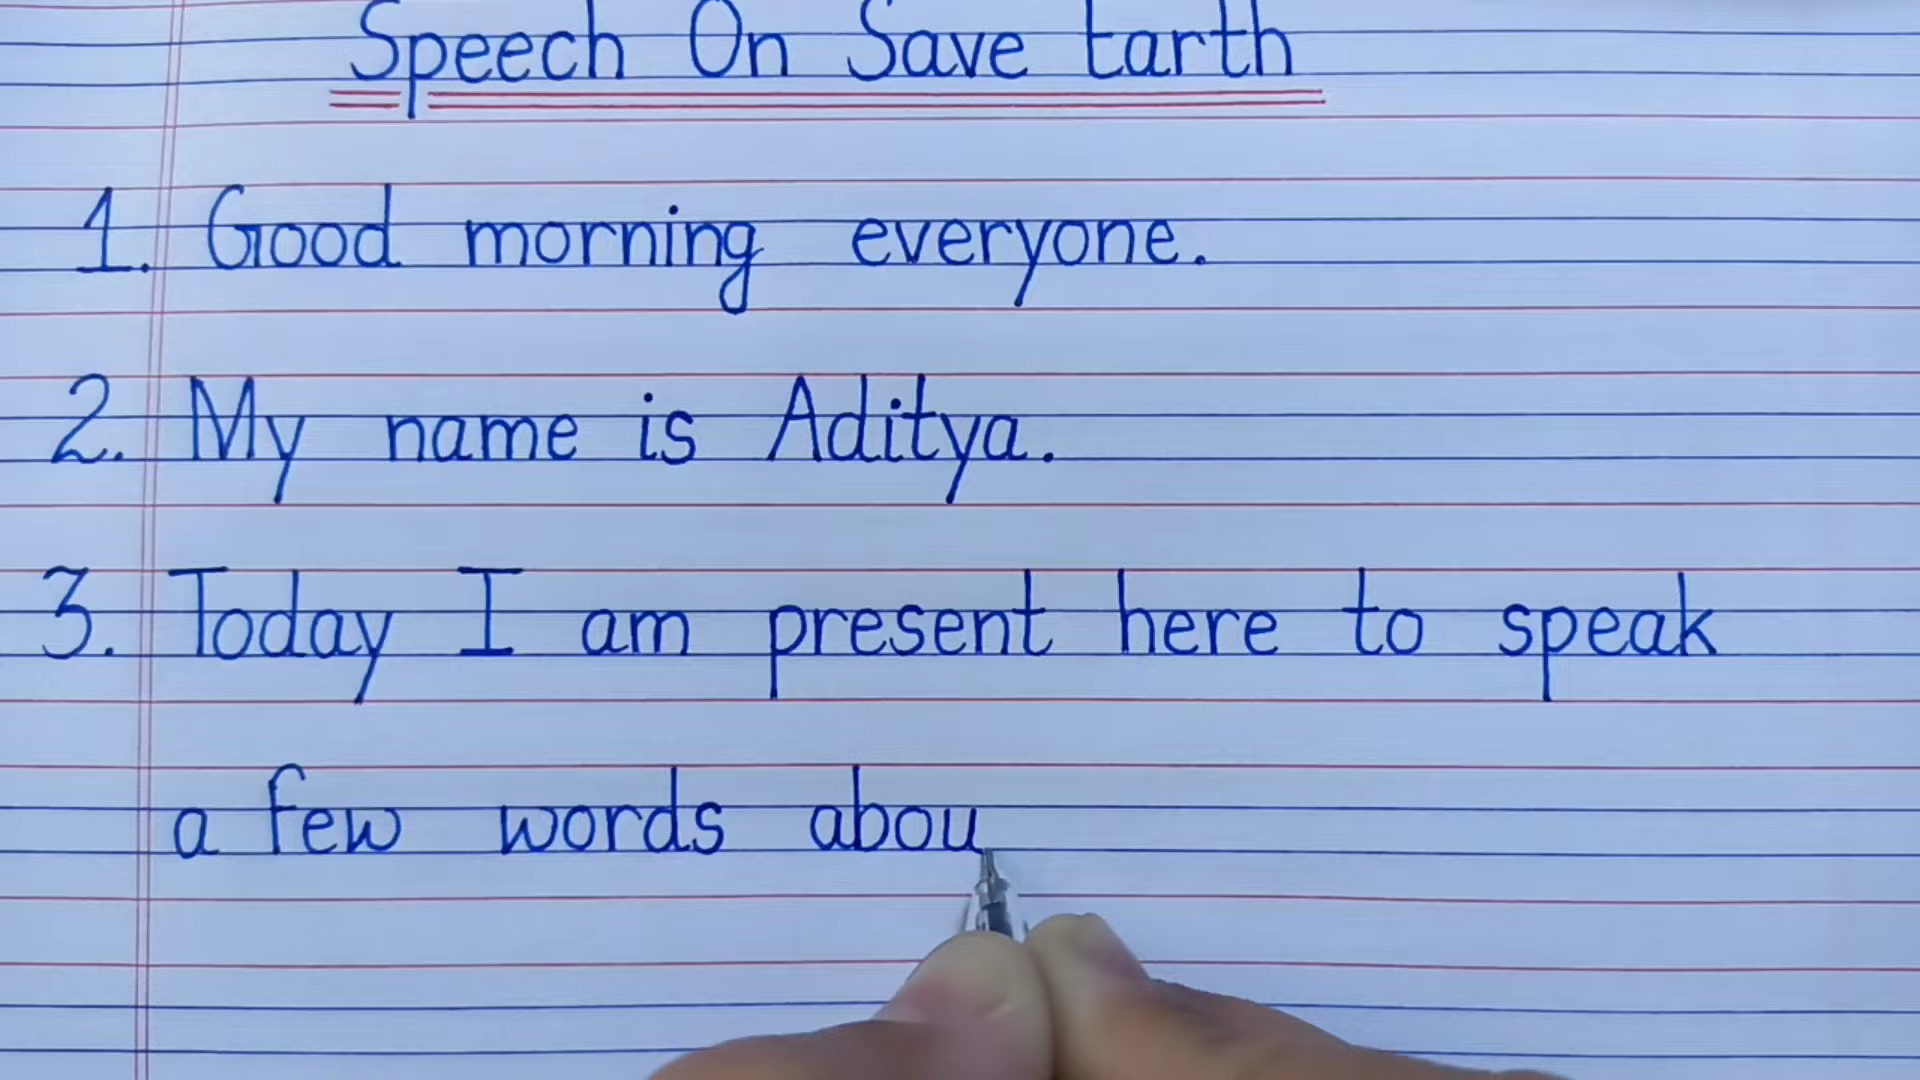 Speech On Save Earth
1. Good morning everyone.
2. My name is Aditya.
3. Today I am present here to speak
a few words abou